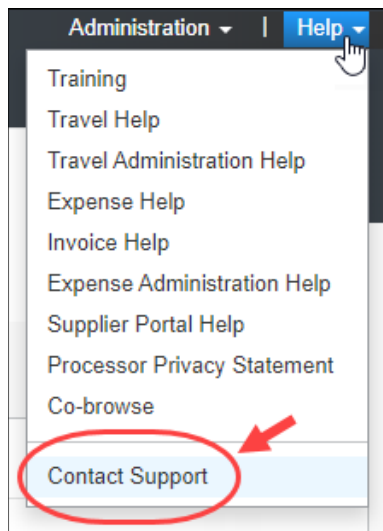 Administration | Help
Training
Travel Help
Travel Administration Help
Expense Help
Invoice Help
Expense Administration Help
Supplier Portal Help
Processor Privacy Statement
Co-browse
Contact Support